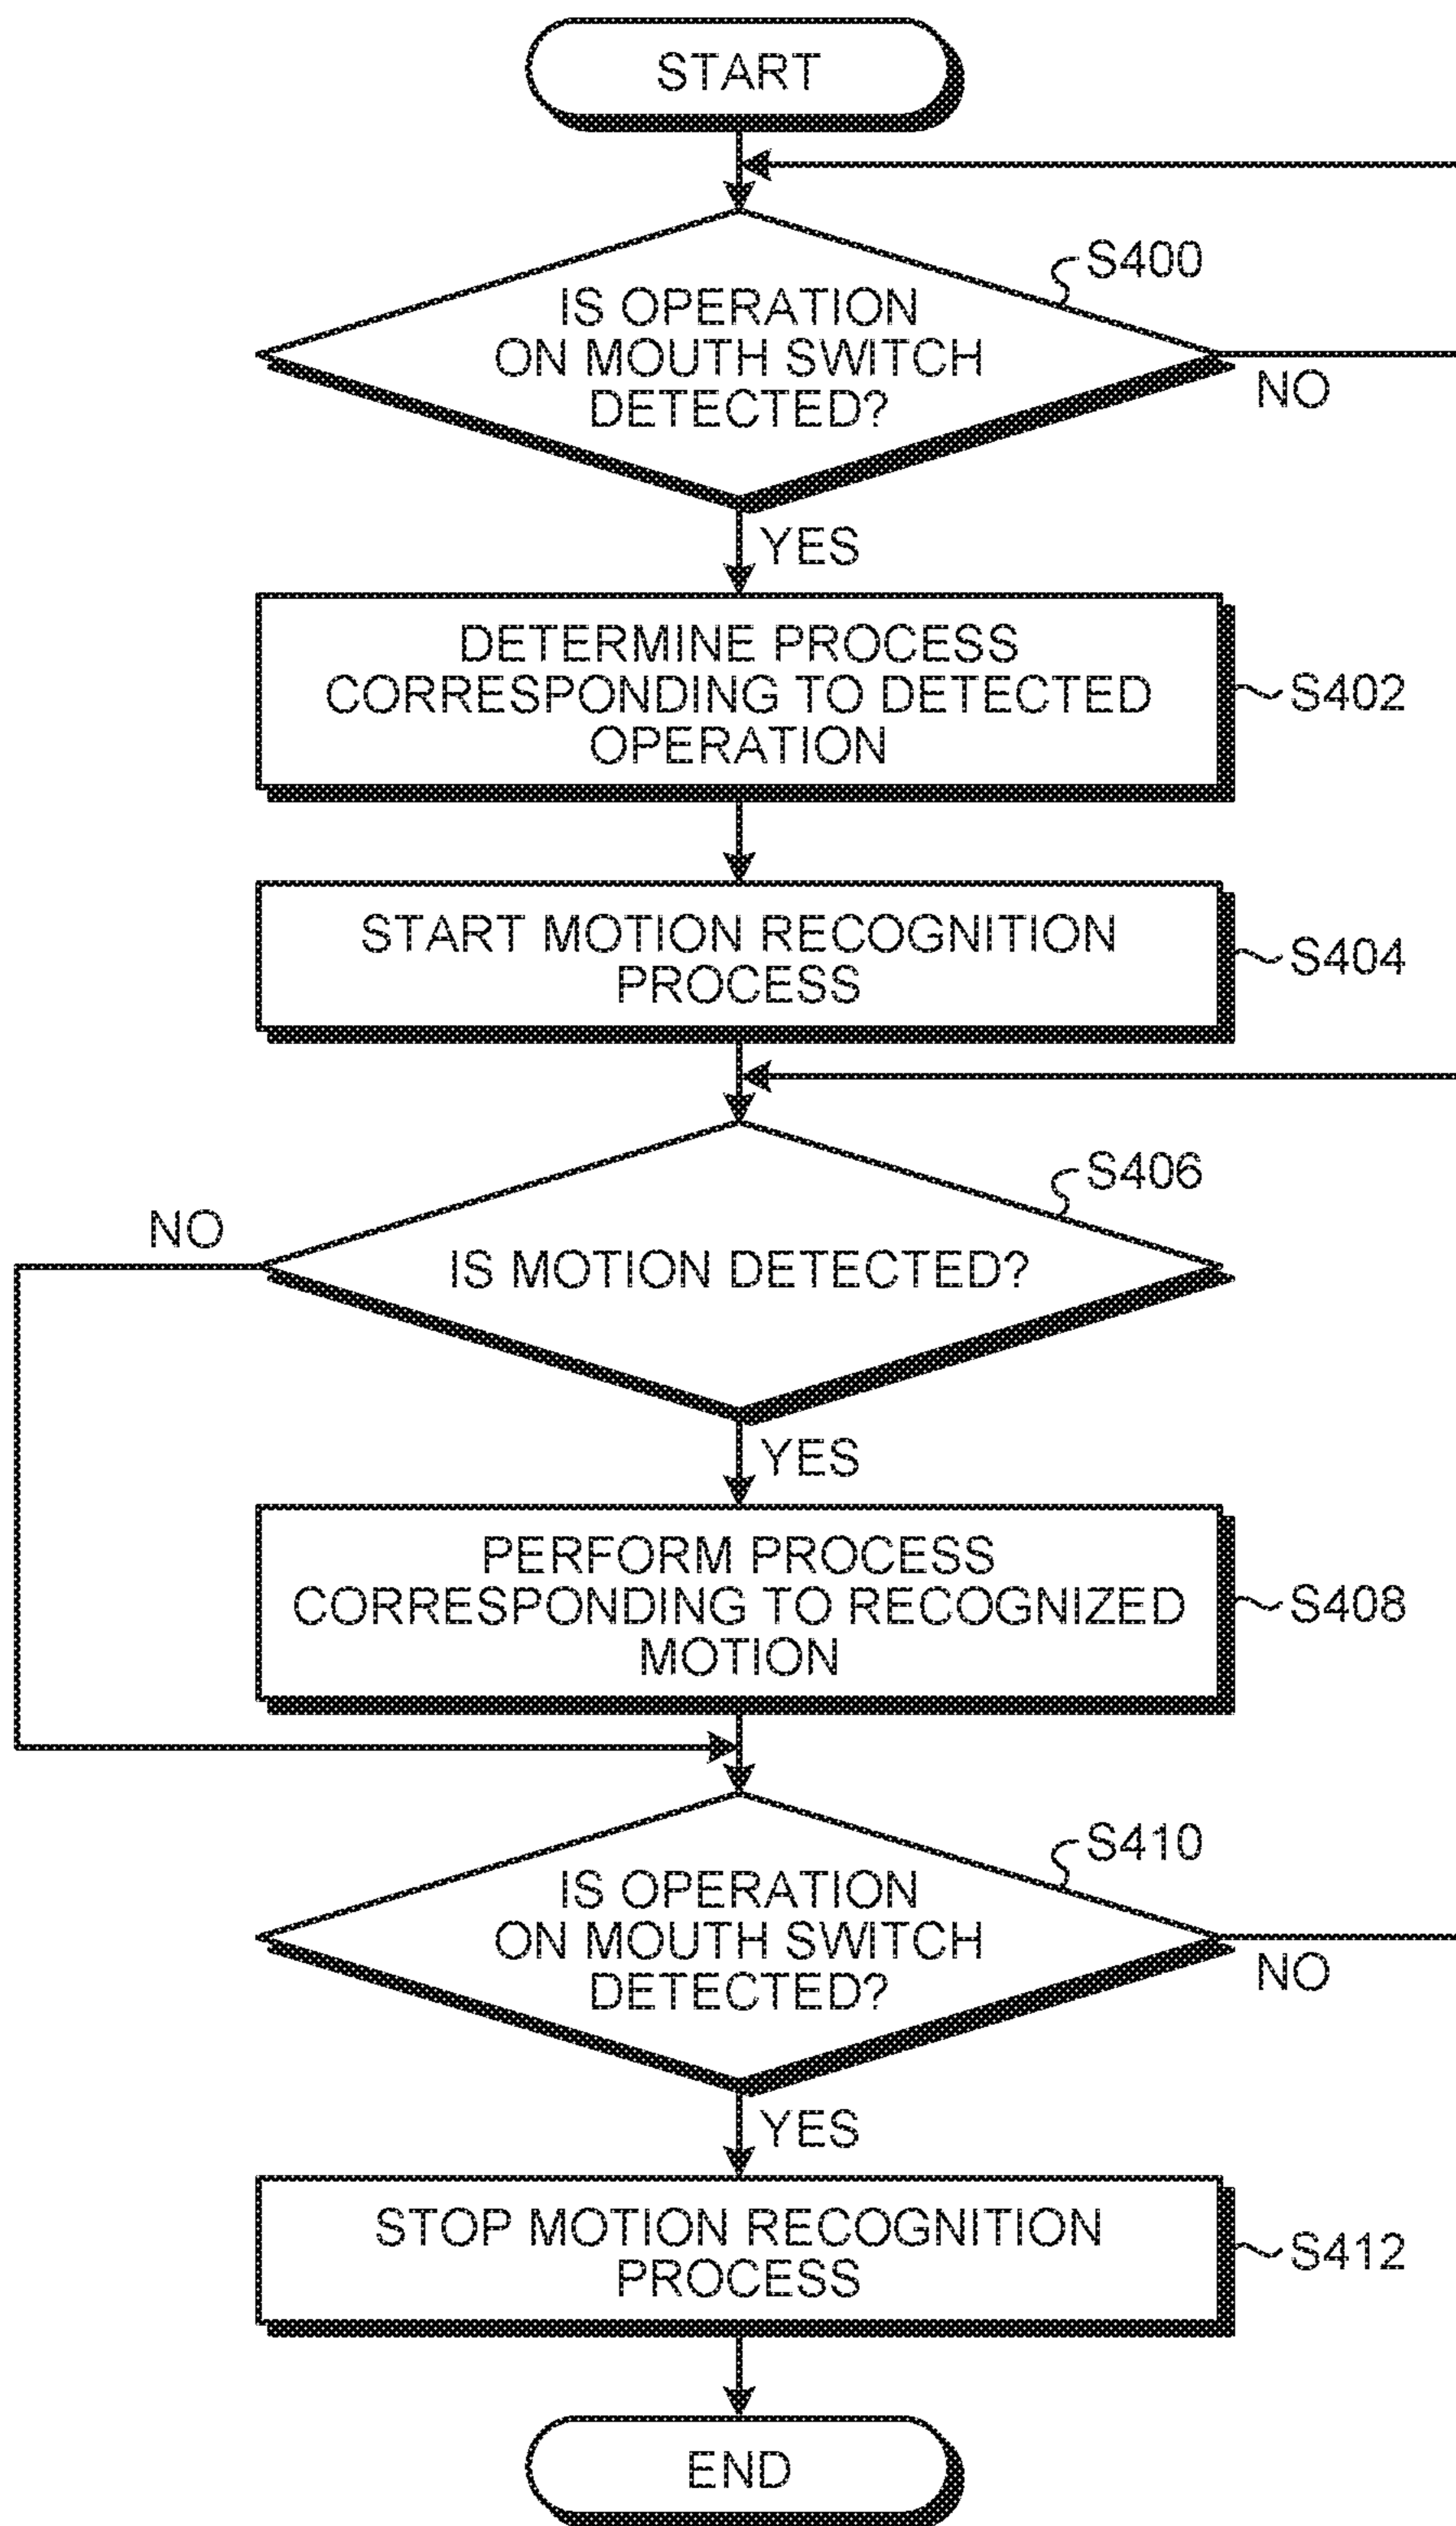 START
S400
IS OPERATION
ON MOUTH SWITCH
DETECTED?
NO
YES
DETERMINE PROCESS
CORRESPONDING TO DETECTED
OPERATION
S402
START MOTION RECOGNITION
PROCESS
S404
S406
NO
IS MOTION DETECTED?
YES
PERFORM PROCESS
CORRESPONDING TO RECOGNIZED
MOTION
S408
S410
IS OPERATION
ON MOUTH SWITCH
DETECTED?
NO
YES
STOP MOTION RECOGNITION
PROCESS
S412
END